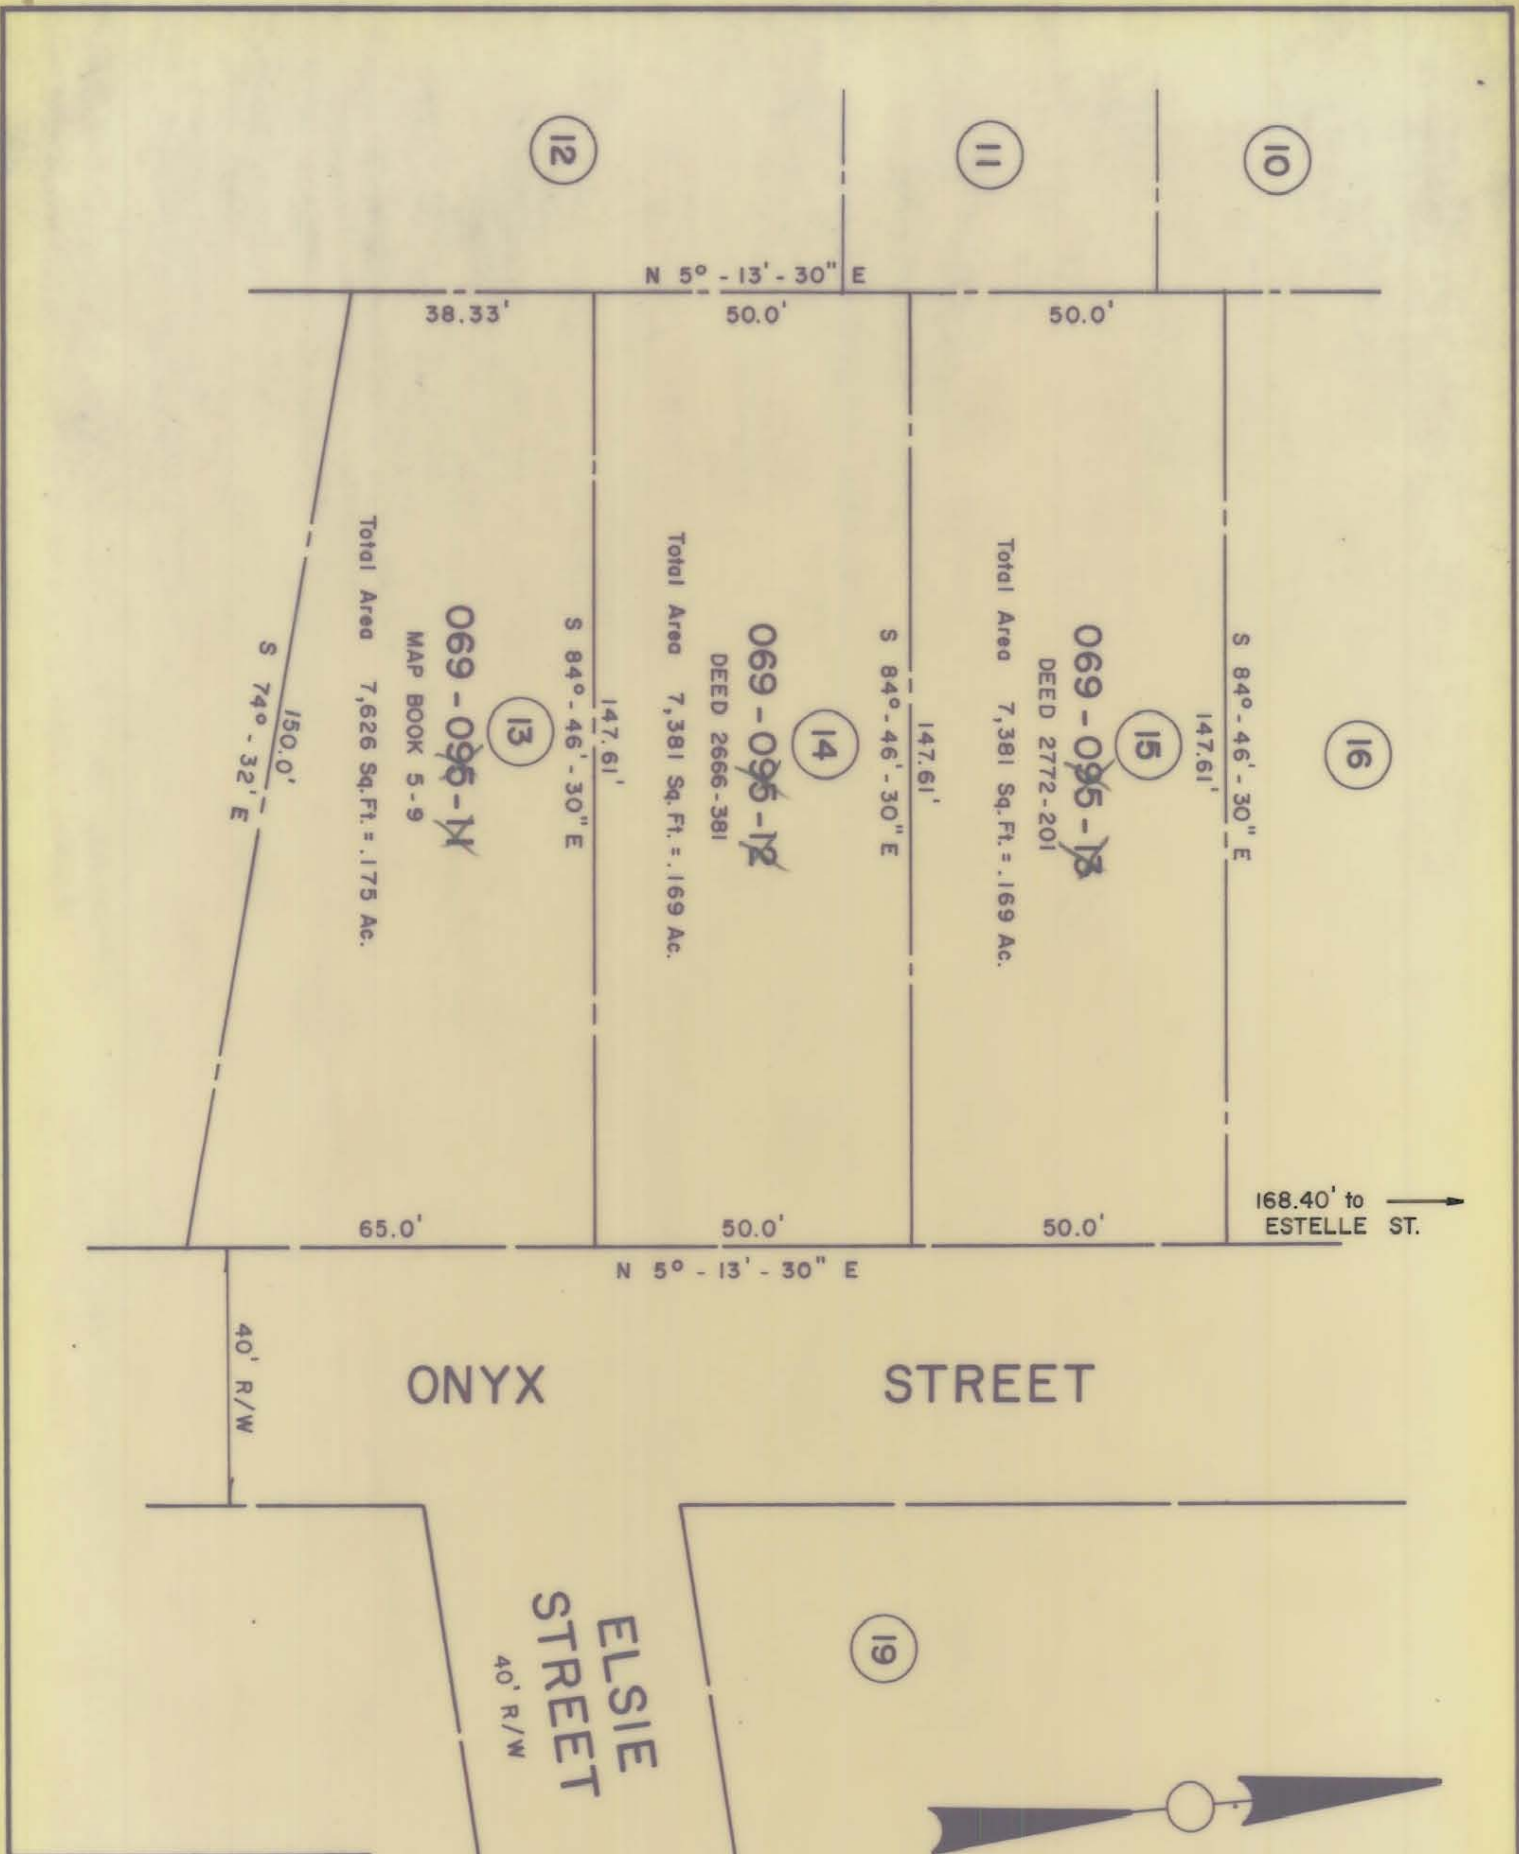 12
11
10
N 5° - 13' - 30" E
38.33'
50.0'
50.0'
16
S 84° - 46' - 30" E
147.61'
15
069 - 095 - 13
DEED 2772-201
Total Area 7,381 Sq. Ft. = .169 Ac.
147.61'
S 84° - 46' - 30" E
14
069 - 095 - 12
DEED 2666-381
Total Area 7,381 Sq. Ft. = .169 Ac.
147.61'
S 84° - 46' - 30" E
13
069 - 095 - 11
MAP BOOK 5-9
Total Area 7,626 Sq. Ft. = .175 Ac.
150.0'
S 74° - 32' E
168.40' to
ESTELLE ST.
65.0'
50.0'
50.0'
N 5° - 13' - 30" E
40' R/W
ONYX STREET
ELSIE
STREET
40' R/W
19